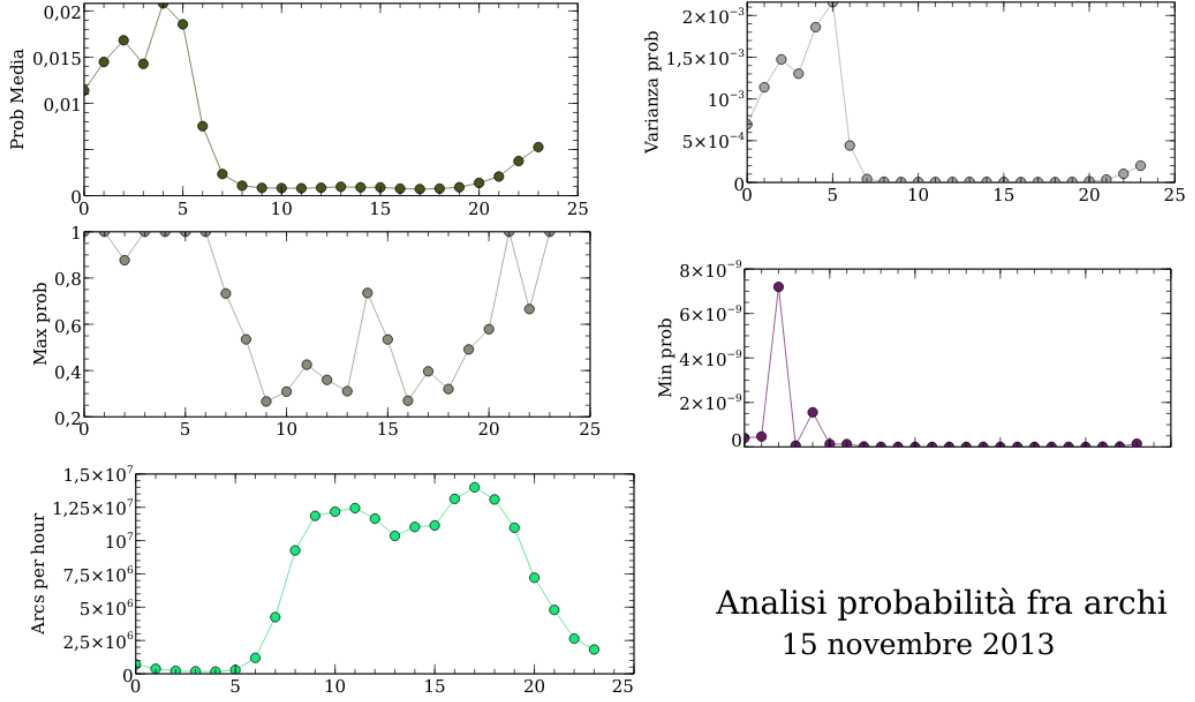 0,02
0,015
0,01
0
Prob Media
0 5 10 15 20 25
2×10⁻³
1,5×10⁻³
10⁻³
5×10⁻⁴
0
Varianza prob
0 5 10 15 20 25
1
0,8
0,6
0,4
0,2
Max prob
0 5 10 15 20 25
8×10⁻⁹
6×10⁻⁹
4×10⁻⁹
2×10⁻⁹
0
Min prob
1,5×10⁷
1,25×10⁷
10⁷
7,5×10⁶
5×10⁶
2,5×10⁶
0
Arcs per hour
0 5 10 15 20 25
Analisi probabilità fra archi
15 novembre 2013